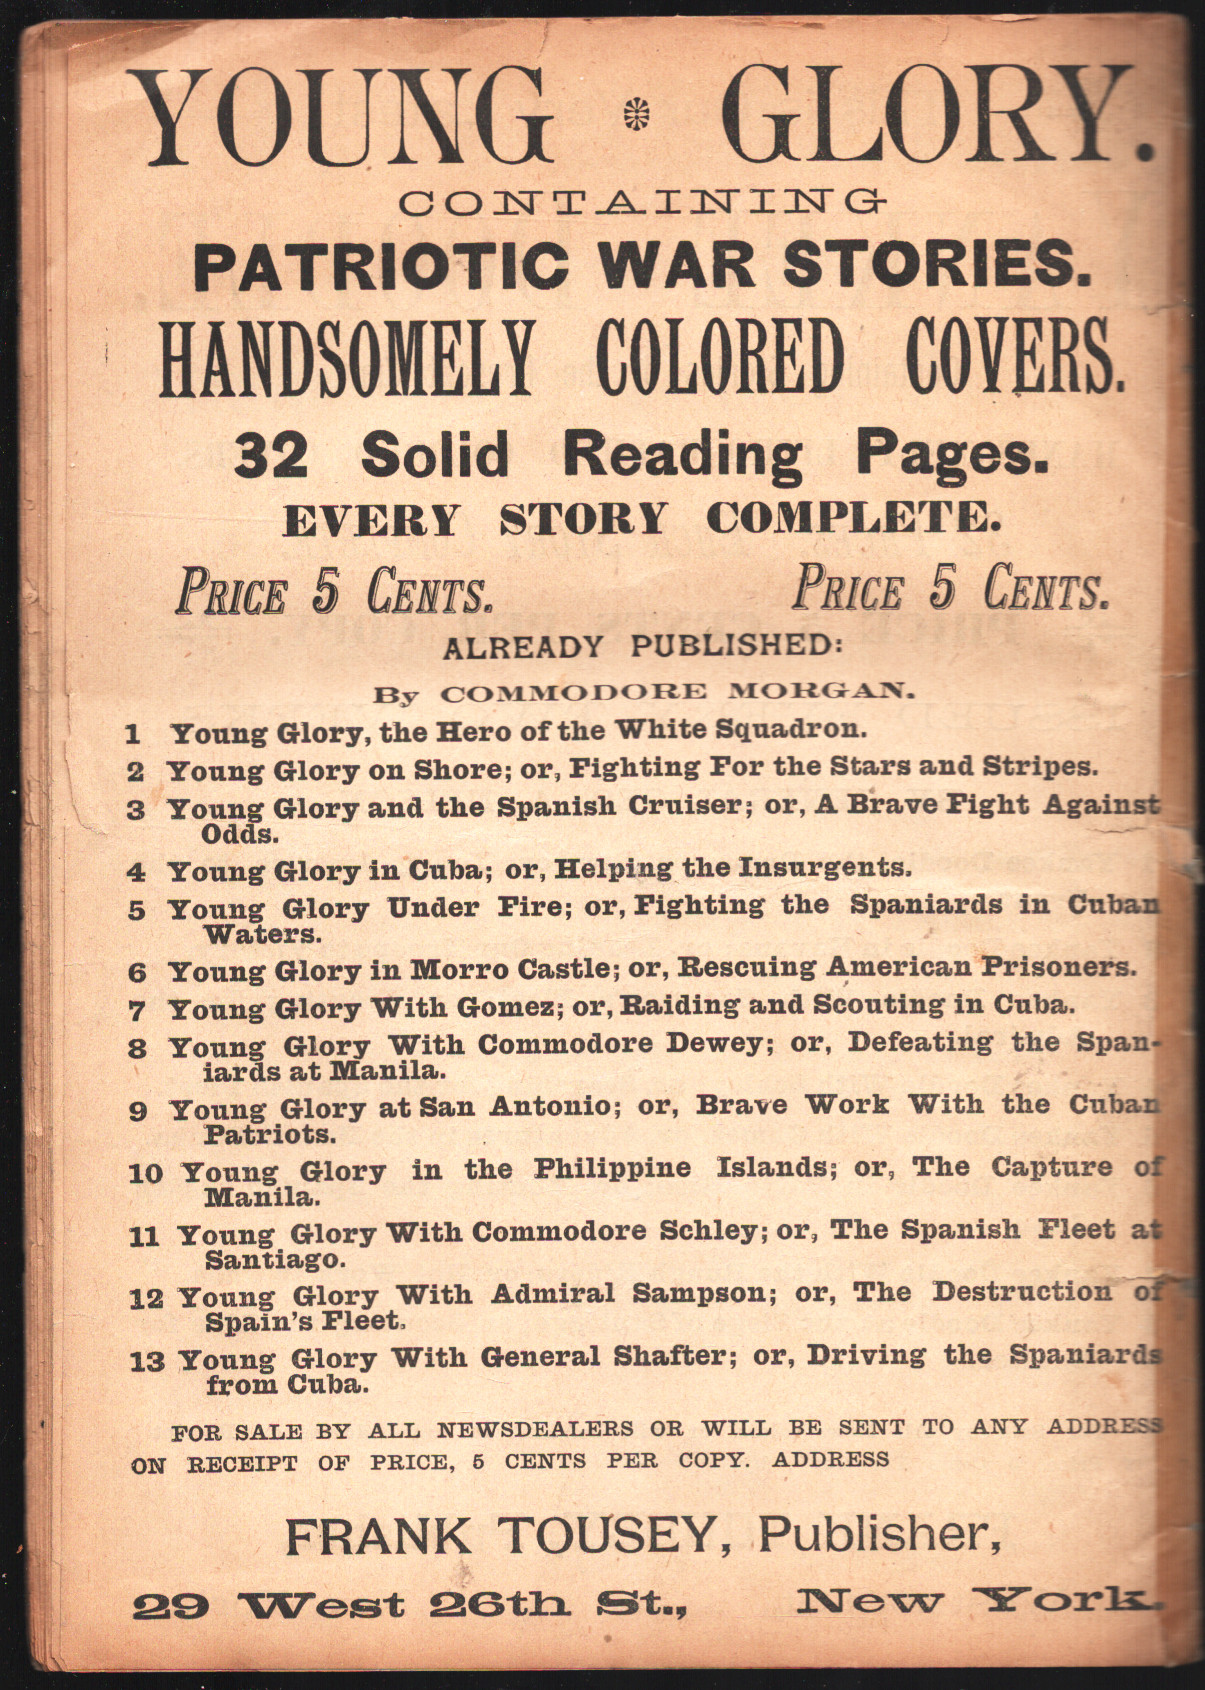 YOUNG GLORY.
CONTAINING
PATRIOTIC WAR STORIES.
HANDSOMELY COLORED COVERS.
32 Solid Reading Pages.
EVERY STORY COMPLETE.
PRICE 5 CENTS. PRICE 5 CENTS.
ALREADY PUBLISHED:
By COMMODORE MORGAN.
1 Young Glory, the Hero of the White Squadron.
2 Young Glory on Shore; or, Fighting For the Stars and Stripes.
3 Young Glory and the Spanish Cruiser; or, A Brave Fight Against
Odds.
4 Young Glory in Cuba; or, Helping the Insurgents.
5 Young Glory Under Fire; or, Fighting the Spaniards in Cuban
Waters.
6 Young Glory in Morro Castle; or, Rescuing American Prisoners.
7 Young Glory With Gomez; or, Raiding and Scouting in Cuba.
8 Young Glory With Commodore Dewey; or, Defeating the Span-
iards at Manila.
9 Young Glory at San Antonio; or, Brave Work With the Cuban
Patriots.
10 Young Glory in the Philippine Islands; or, The Capture of
Manila.
11 Young Glory With Commodore Schley; or, The Spanish Fleet at
Santiago.
12 Young Glory With Admiral Sampson; or, The Destruction of
Spain's Fleet.
13 Young Glory With General Shafter; or, Driving the Spaniards
from Cuba.
FOR SALE BY ALL NEWSDEALERS OR WILL BE SENT TO ANY ADDRESS
ON RECEIPT OF PRICE, 5 CENTS PER COPY. ADDRESS
FRANK TOUSEY, Publisher,
29 West 26th St., New York.